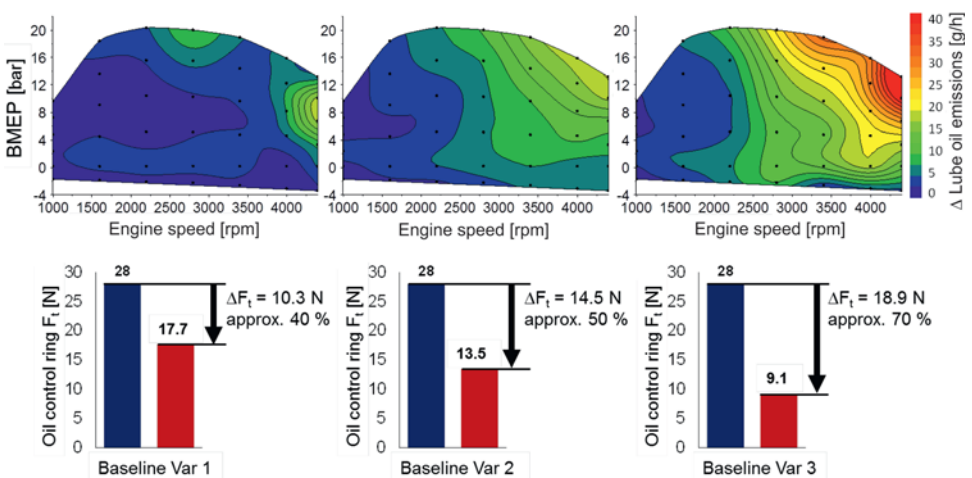 BMEP [bar]
20
16
12
8
4
0
-4
1000 1500 2000 2500 3000 3500 4000
Engine speed [rpm]
20
16
12
8
4
0
-4
1000 1500 2000 2500 3000 3500 4000
Engine speed [rpm]
20
16
12
8
4
0
-4
1000 1500 2000 2500 3000 3500 4000
Engine speed [rpm]
40
35
30
25
20
15
10
5
0
Δ Lube oil emissions [g/h]
Oil control ring Ft [N]
30
25
20
15
10
5
0
28
17.7
ΔFt = 10.3 N
approx. 40 %
Baseline Var 1
Oil control ring Ft [N]
30
25
20
15
10
5
0
28
13.5
ΔFt = 14.5 N
approx. 50 %
Baseline Var 2
Oil control ring Ft [N]
30
25
20
15
10
5
0
28
9.1
ΔFt = 18.9 N
approx. 70 %
Baseline Var 3